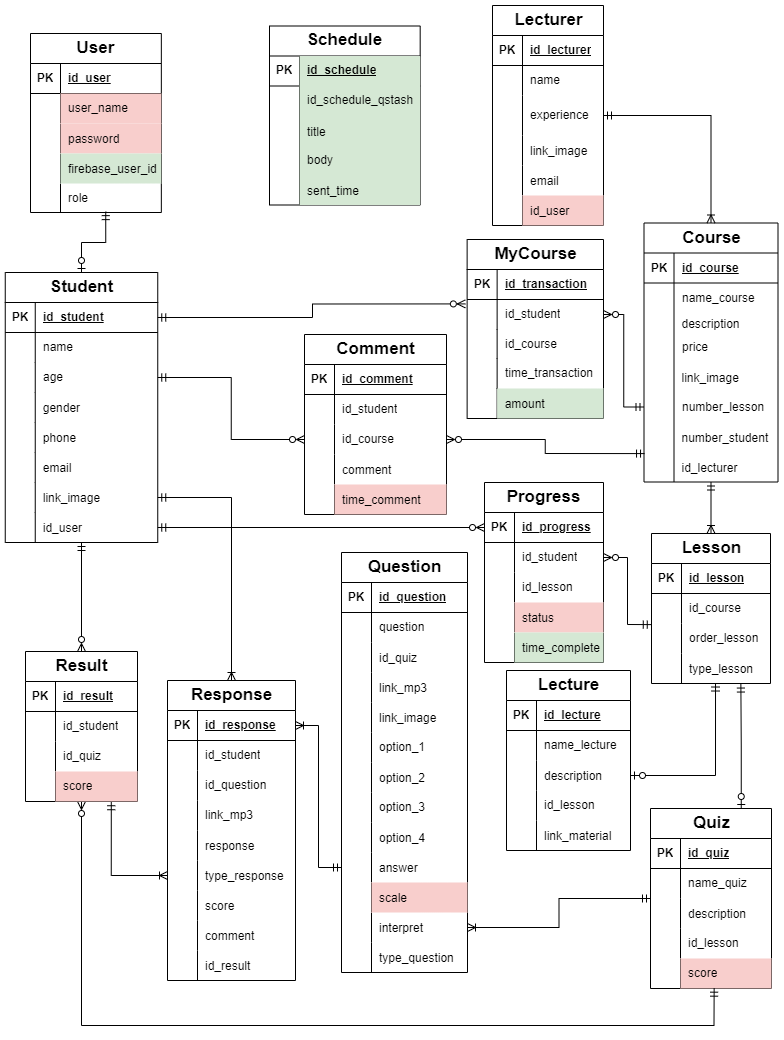 User
PK id_user
user_name
password
firebase_user_id
role
Schedule
PK id_schedule
id_schedule_qstash
title
body
sent_time
Lecturer
PK id_lecturer
name
experience
link_image
email
id_user
Student
PK id_student
name
age
gender
phone
email
link_image
id_user
MyCourse
PK id_transaction
id_student
id_course
time_transaction
amount
Course
PK id_course
name_course
description
price
link_image
number_lesson
number_student
id_lecturer
Comment
PK id_comment
id_student
id_course
comment
time_comment
Progress
PK id_progress
id_student
id_lesson
status
time_complete
Lesson
PK id_lesson
id_course
order_lesson
type_lesson
Question
PK id_question
question
id_quiz
link_mp3
link_image
option_1
option_2
option_3
option_4
answer
scale
interpret
type_question
Result
PK id_result
id_student
id_quiz
score
Response
PK id_response
id_student
id_question
link_mp3
response
type_response
score
comment
id_result
Lecture
PK id_lecture
name_lecture
description
id_lesson
link_material
Quiz
PK id_quiz
name_quiz
description
id_lesson
score